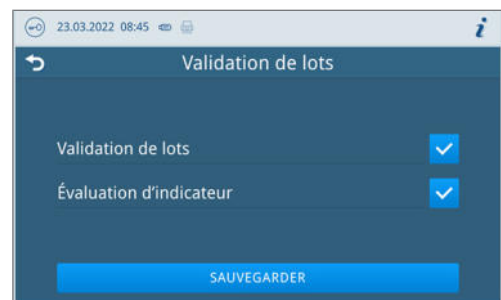 23.03.2022 08:45
Validation de lots
Validation de lots
Évaluation d'indicateur
SAUVEGARDER